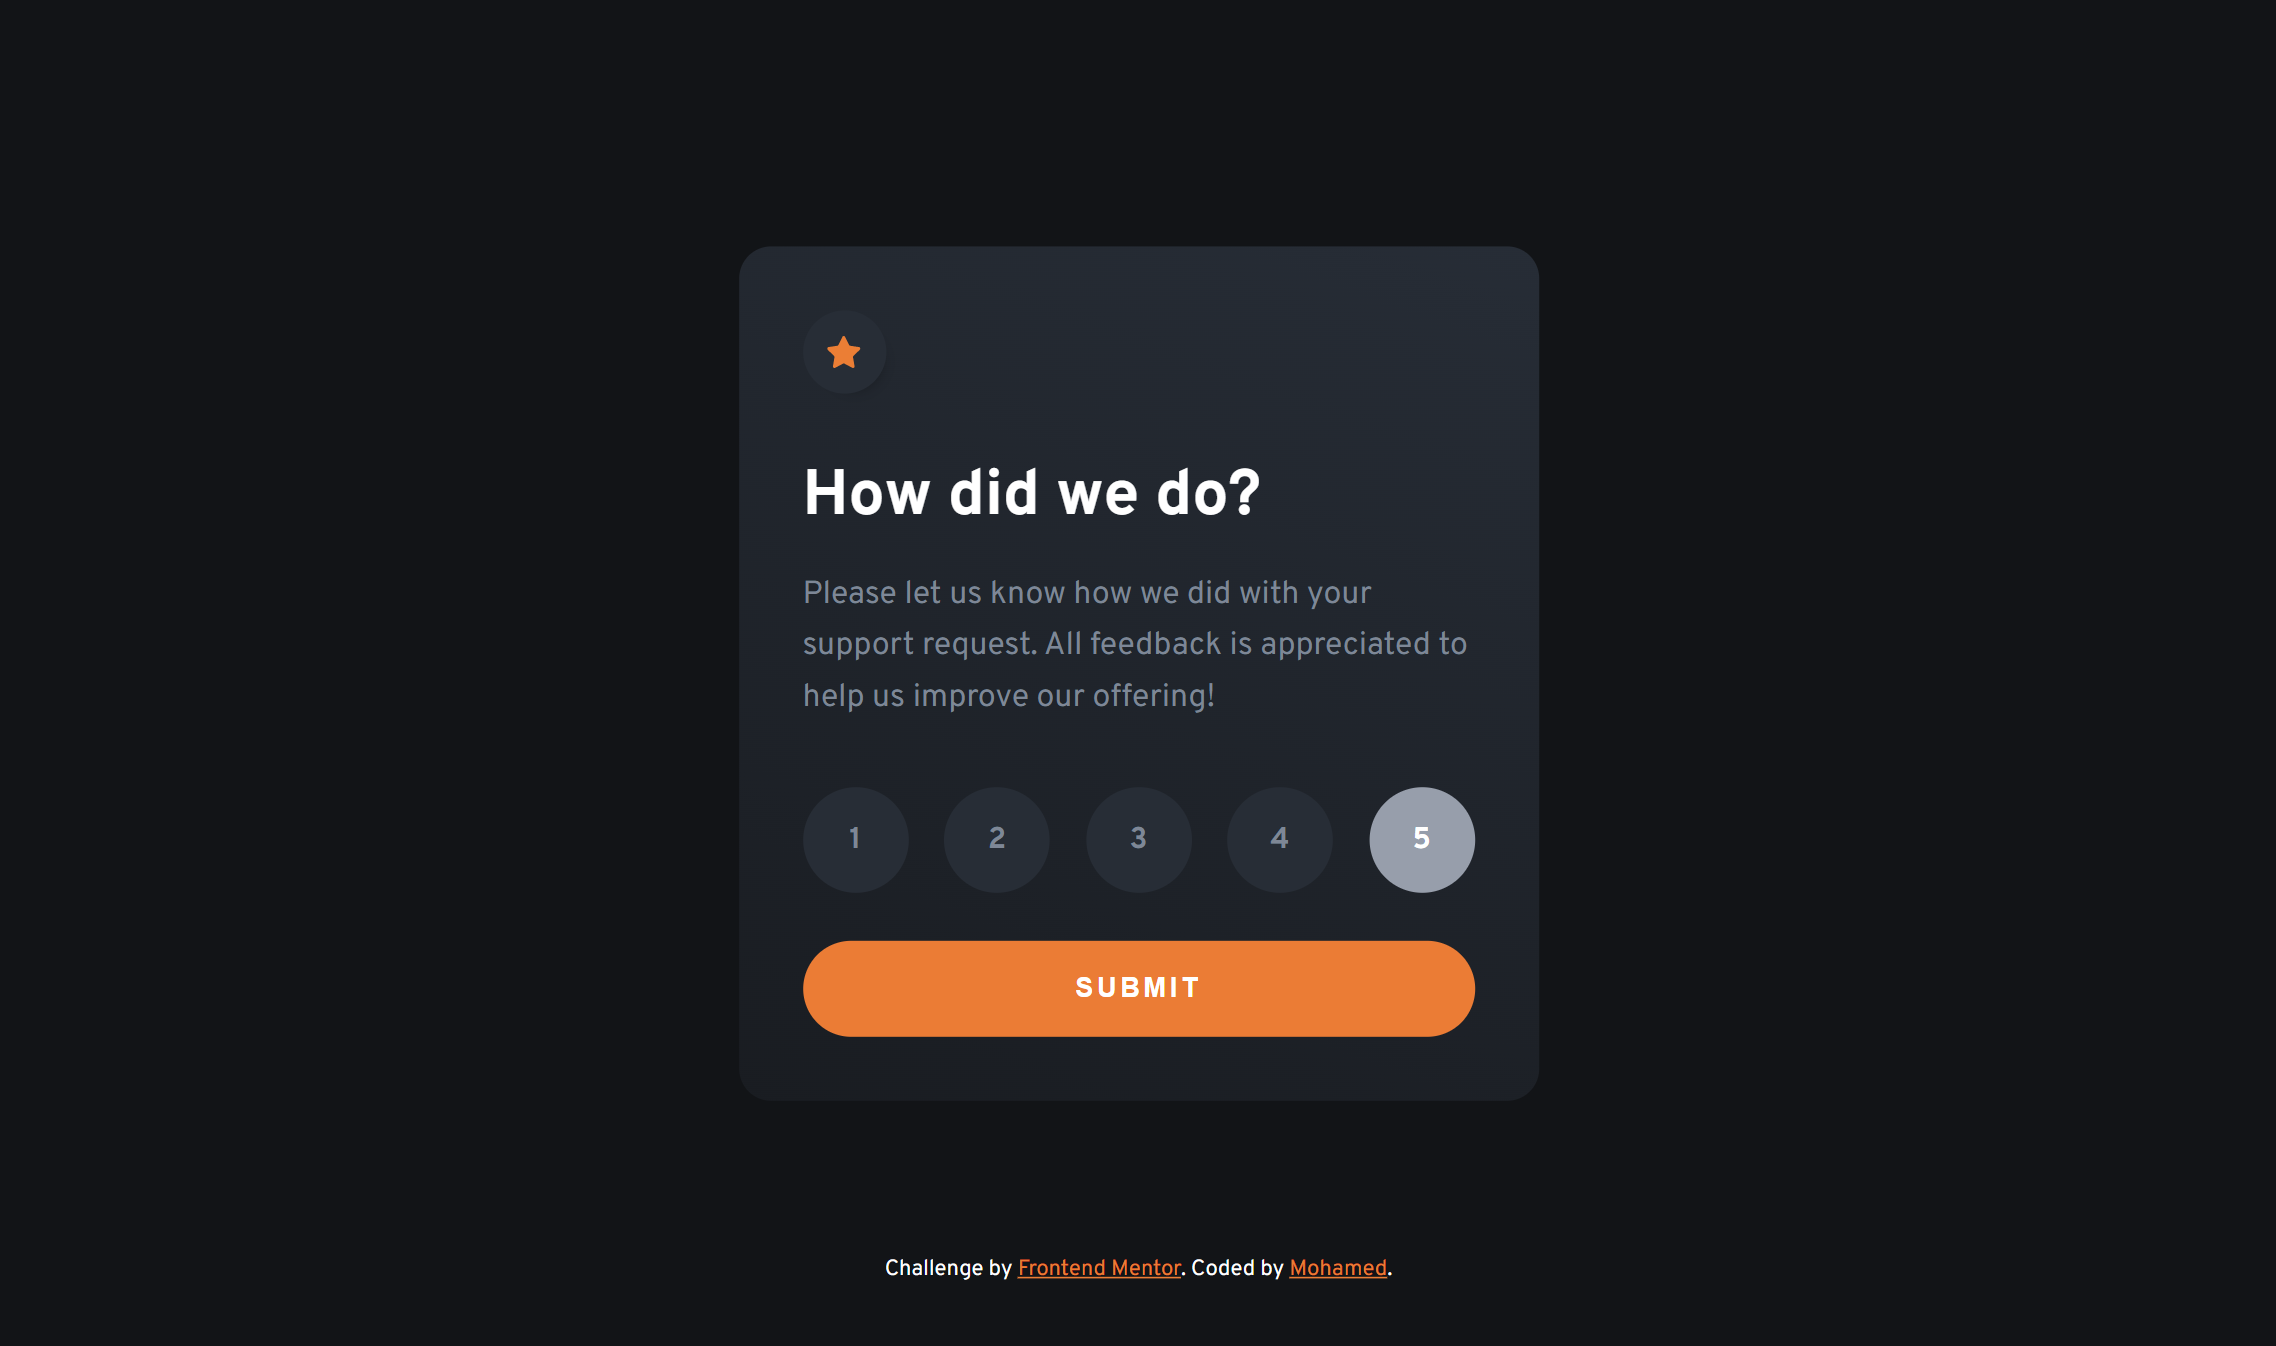 How did we do?
Please let us know how we did with your
support request. All feedback is appreciated to
help us improve our offering!
1 2 3 4 5
SUBMIT
Challenge by Frontend Mentor. Coded by Mohamed.